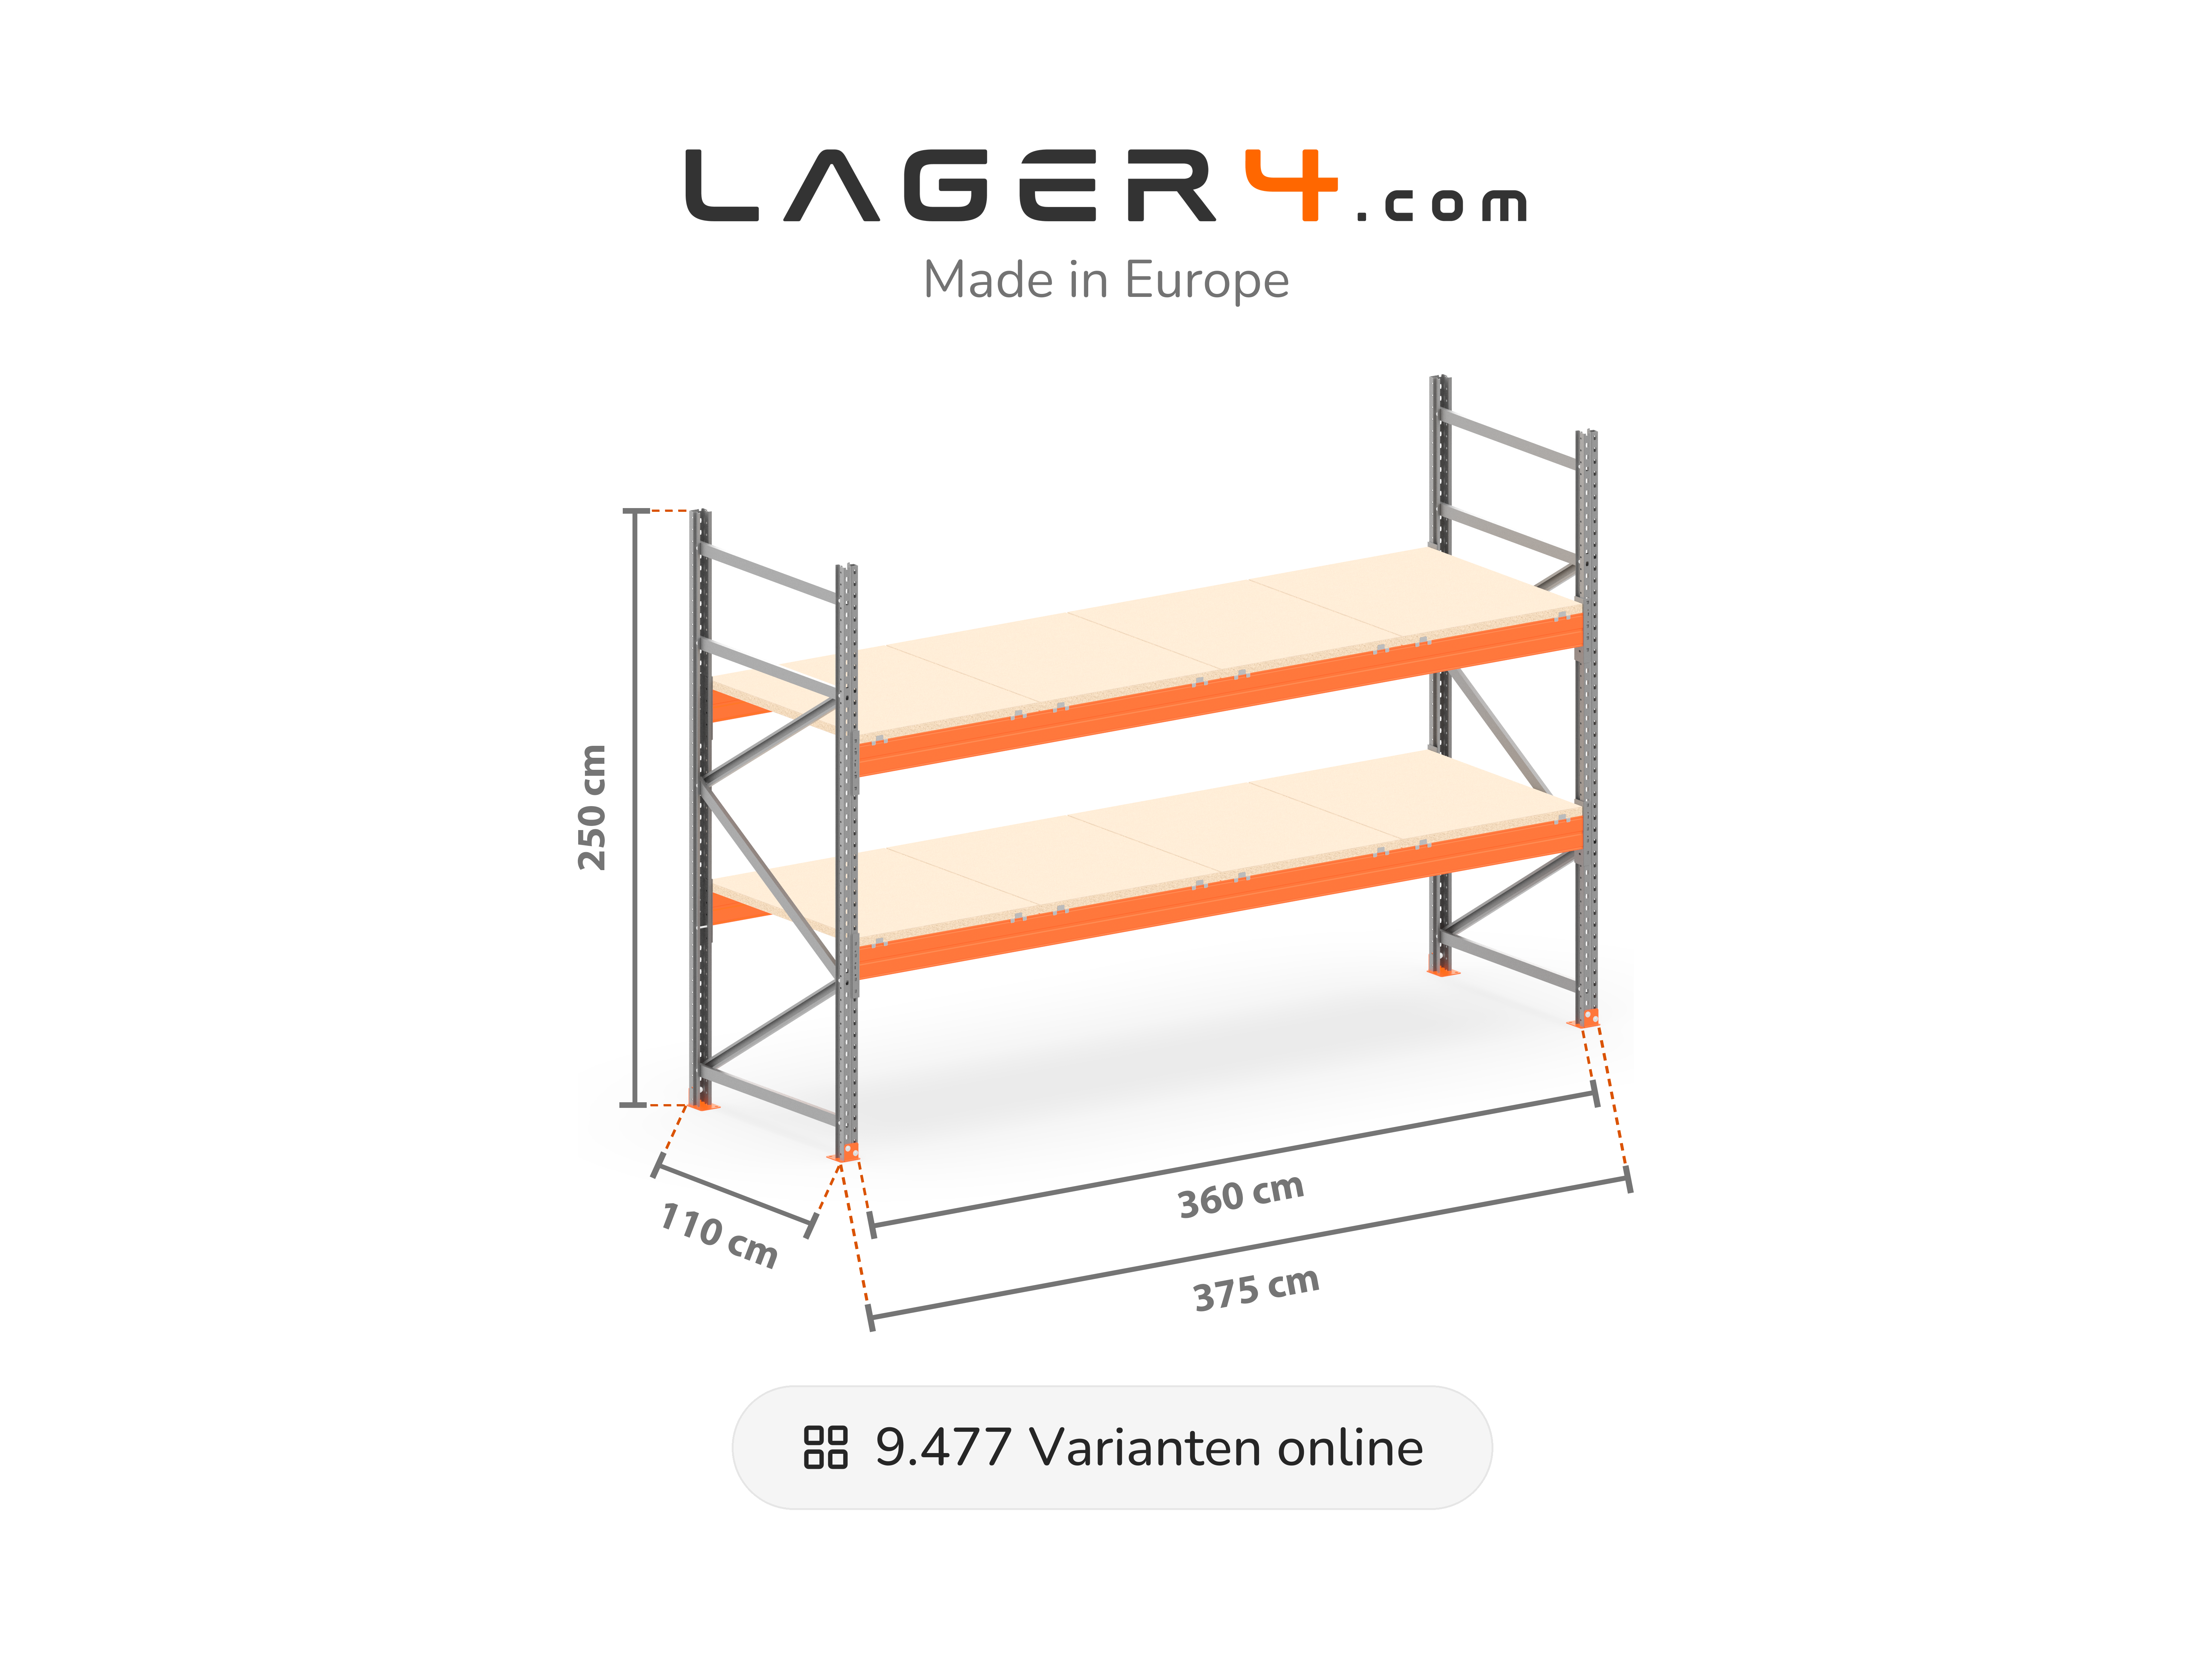 LAGER4.com
Made in Europe
250 cm
110 cm
360 cm
375 cm
9.477 Varianten online